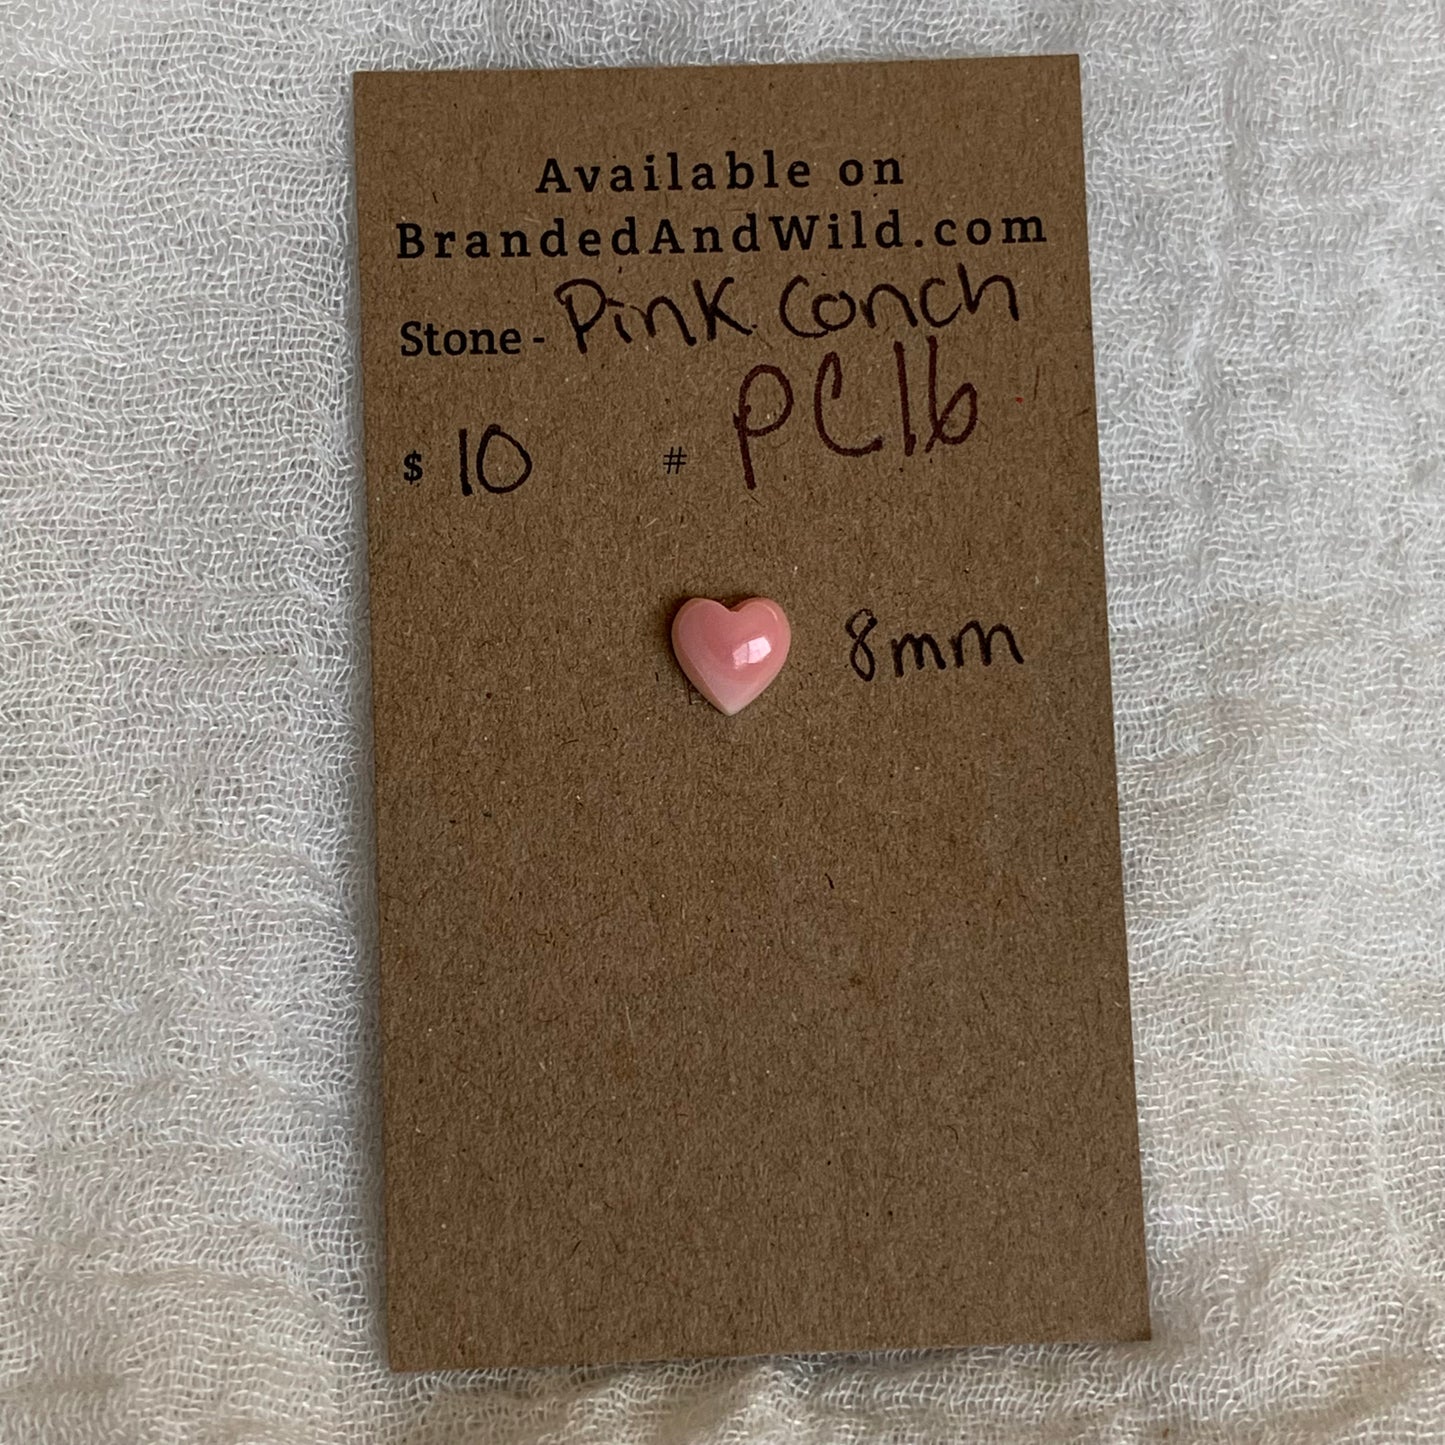 Available on
BrandedAndWild.com
Stone - Pink Conch
$ 10 # PC16
8mm